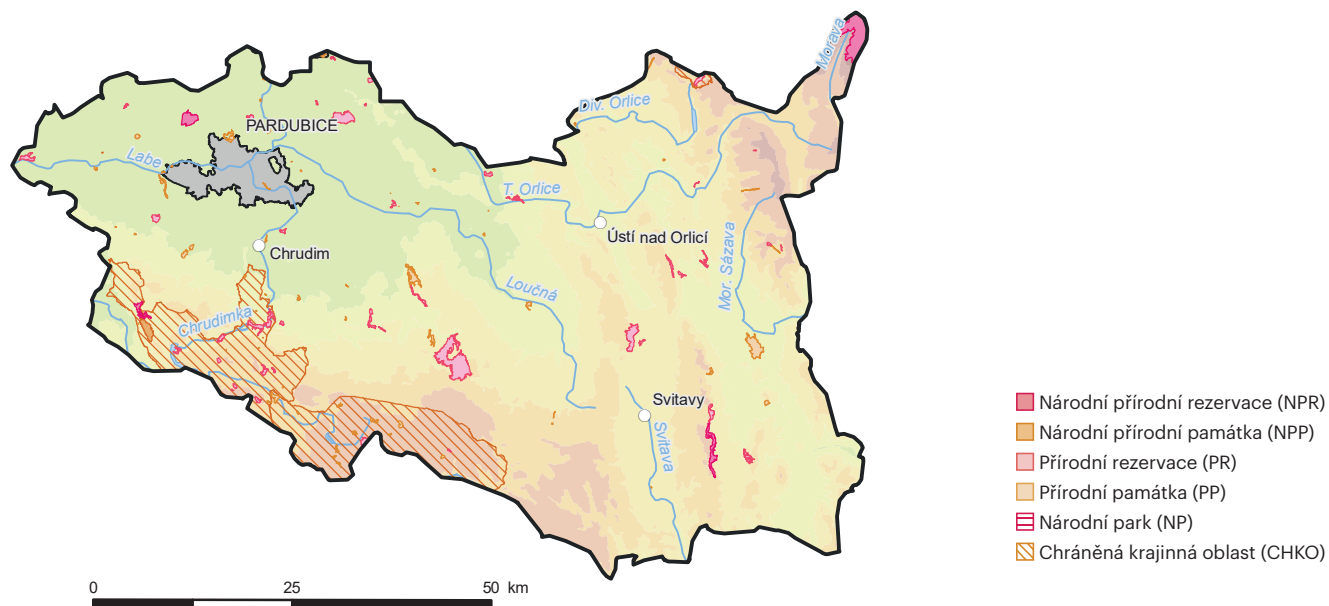 Morava
Div. Orlice
PARDUBICE
Labe
T. Orlice
Ústí nad Orlicí
Chrudim
Mor. Sázava
Loučná
Chrudimka
Svitavy
Svitava
Národní přírodní rezervace (NPR)
Národní přírodní památka (NPP)
Přírodní rezervace (PR)
Přírodní památka (PP)
Národní park (NP)
Chráněná krajinná oblast (CHKO)
0 25 50 km